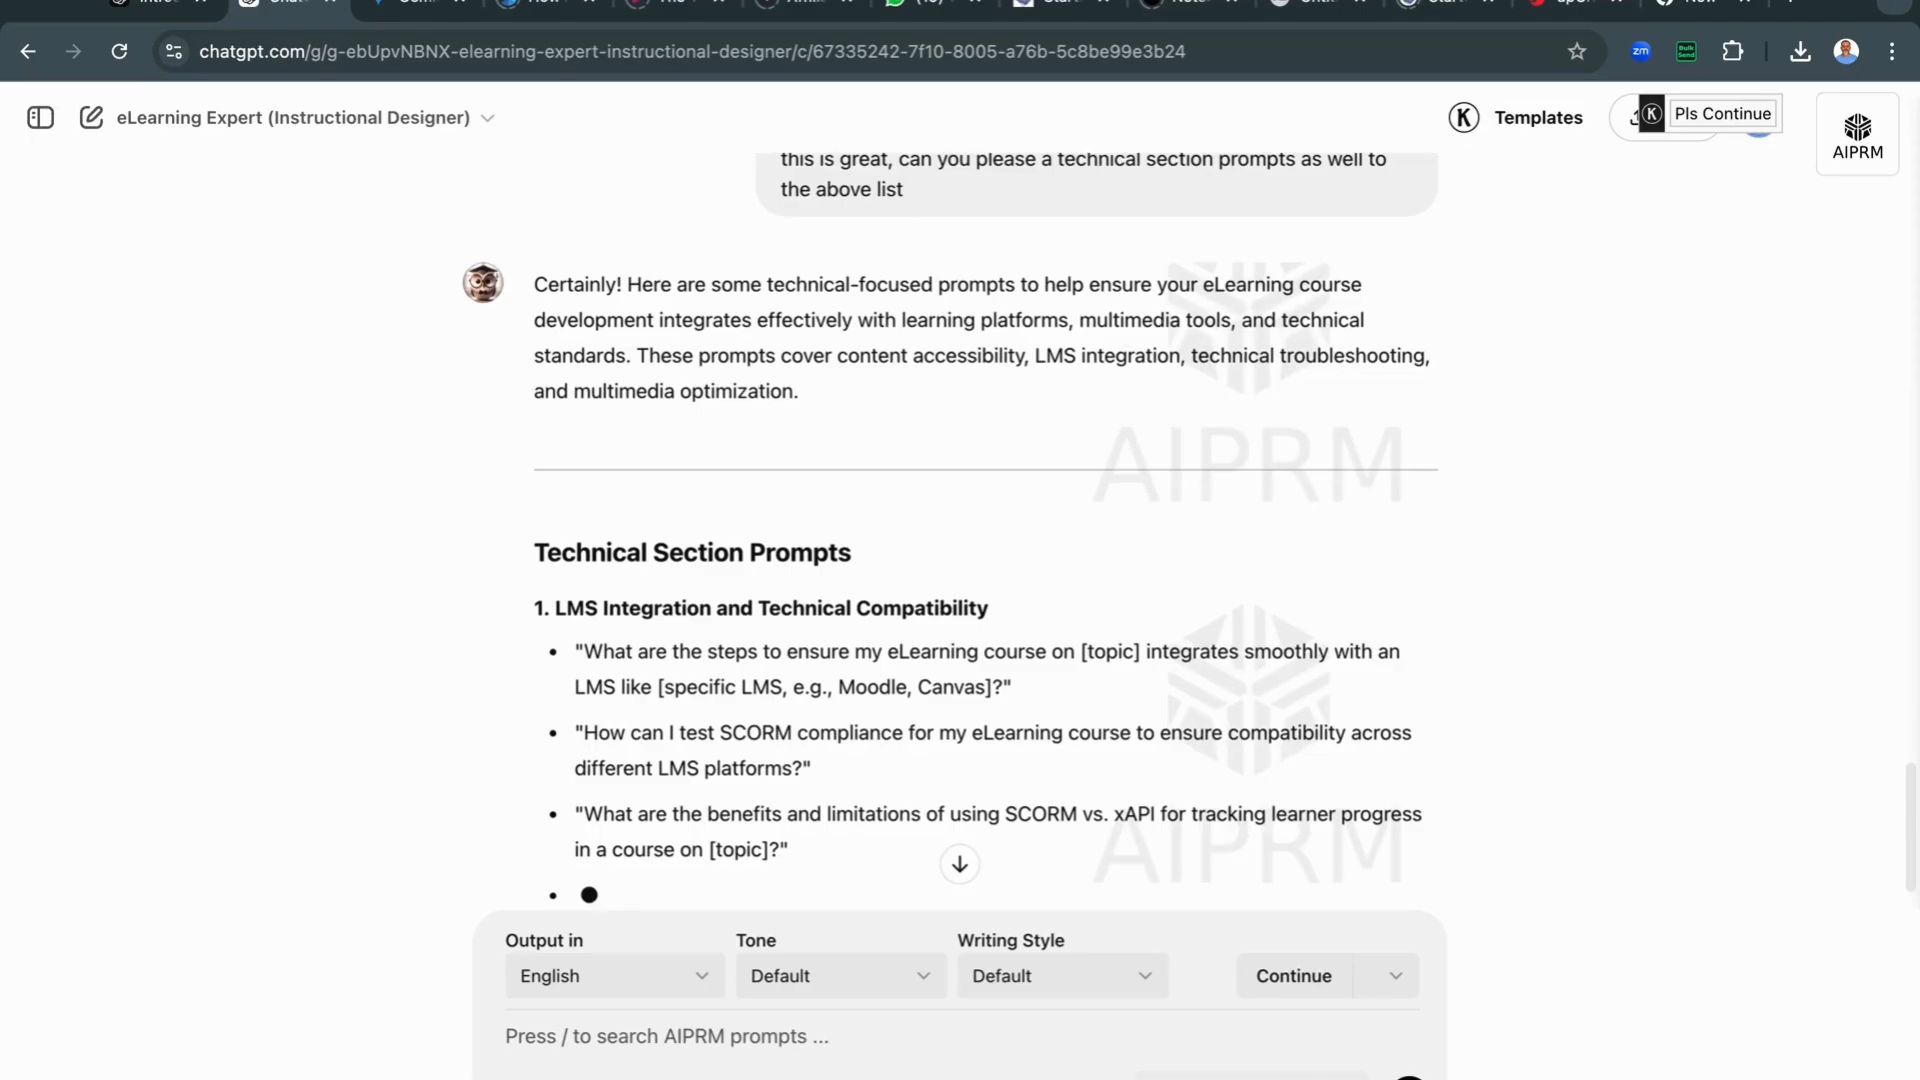 chatgpt.com/g/g-ebUpvNBNX-elearning-expert-instructional-designer/c/67335242-7f10-8005-a76b-5c8be99e3b24
zm
Bulk Send
eLearning Expert (Instructional Designer)
K Templates
K Pls Continue
AIPRM
this is great, can you please a technical section prompts as well to
the above list
Certainly! Here are some technical-focused prompts to help ensure your eLearning course
development integrates effectively with learning platforms, multimedia tools, and technical
standards. These prompts cover content accessibility, LMS integration, technical troubleshooting,
and multimedia optimization.
AIPRM
Technical Section Prompts
1. LMS Integration and Technical Compatibility
• "What are the steps to ensure my eLearning course on [topic] integrates smoothly with an
LMS like [specific LMS, e.g., Moodle, Canvas]?"
• "How can I test SCORM compliance for my eLearning course to ensure compatibility across
different LMS platforms?"
• "What are the benefits and limitations of using SCORM vs. xAPI for tracking learner progress
in a course on [topic]?"
AIPRM
•
Output in Tone Writing Style
English Default Default Continue
Press / to search AIPRM prompts ...